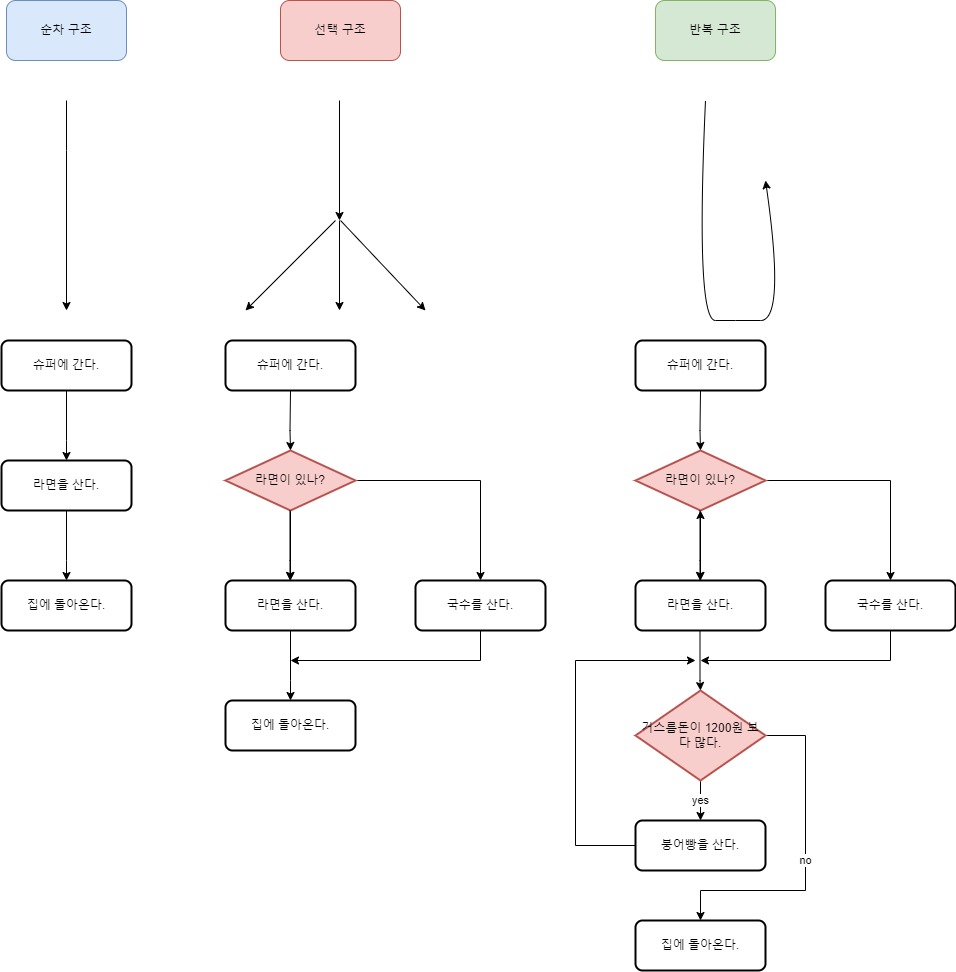 순차 구조
선택 구조
반복 구조
슈퍼에 간다.
슈퍼에 간다.
슈퍼에 간다.
라면을 산다.
라면이 있나?
라면이 있나?
집에 돌아온다.
라면을 산다.
국수를 산다.
라면을 산다.
국수를 산다.
집에 돌아온다.
거스름돈이 1200원 보
다 많다.
yes
붕어빵을 산다.
no
집에 돌아온다.